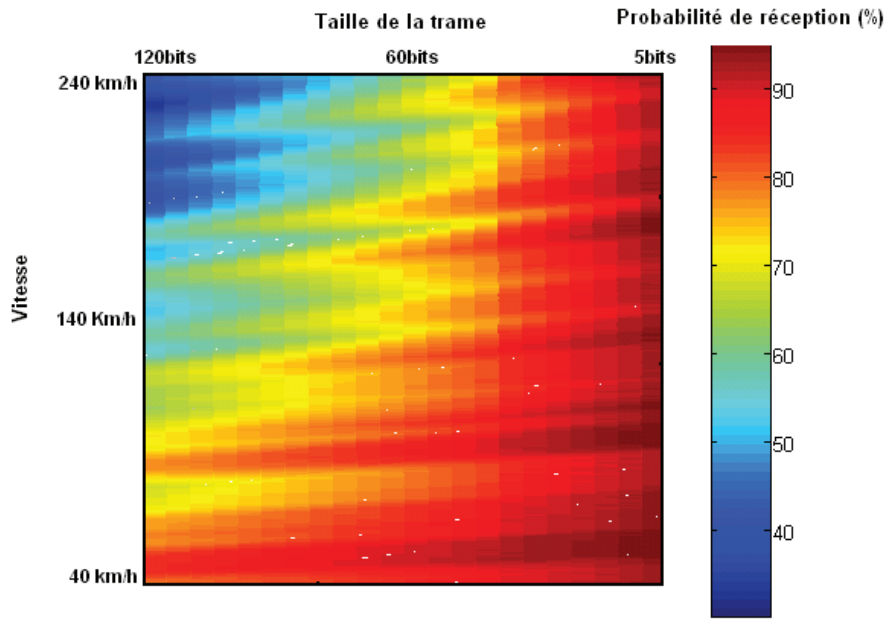 Taille de la trame
Probabilité de réception (%)
120bits 60bits 5bits
240 km/h
140 Km/h
40 km/h
Vitesse
90
80
70
60
50
40